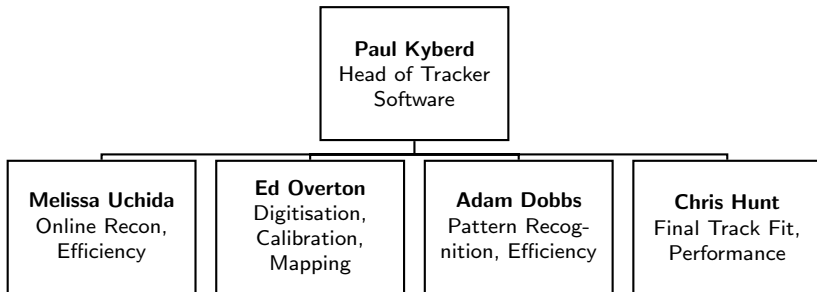 Paul Kyberd
Head of Tracker
Software
Melissa Uchida
Online Recon,
Efficiency
Ed Overton
Digitisation,
Calibration,
Mapping
Adam Dobbs
Pattern Recog-
nition, Efficiency
Chris Hunt
Final Track Fit,
Performance